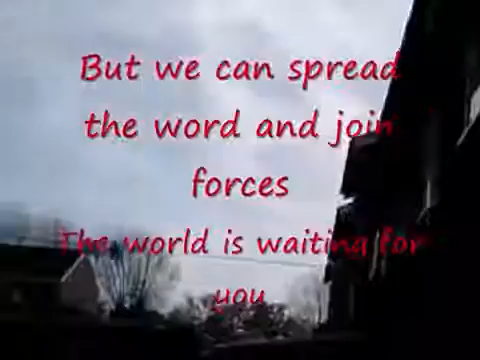 But we can spread
the word and join
forces
The world is waiting for
you